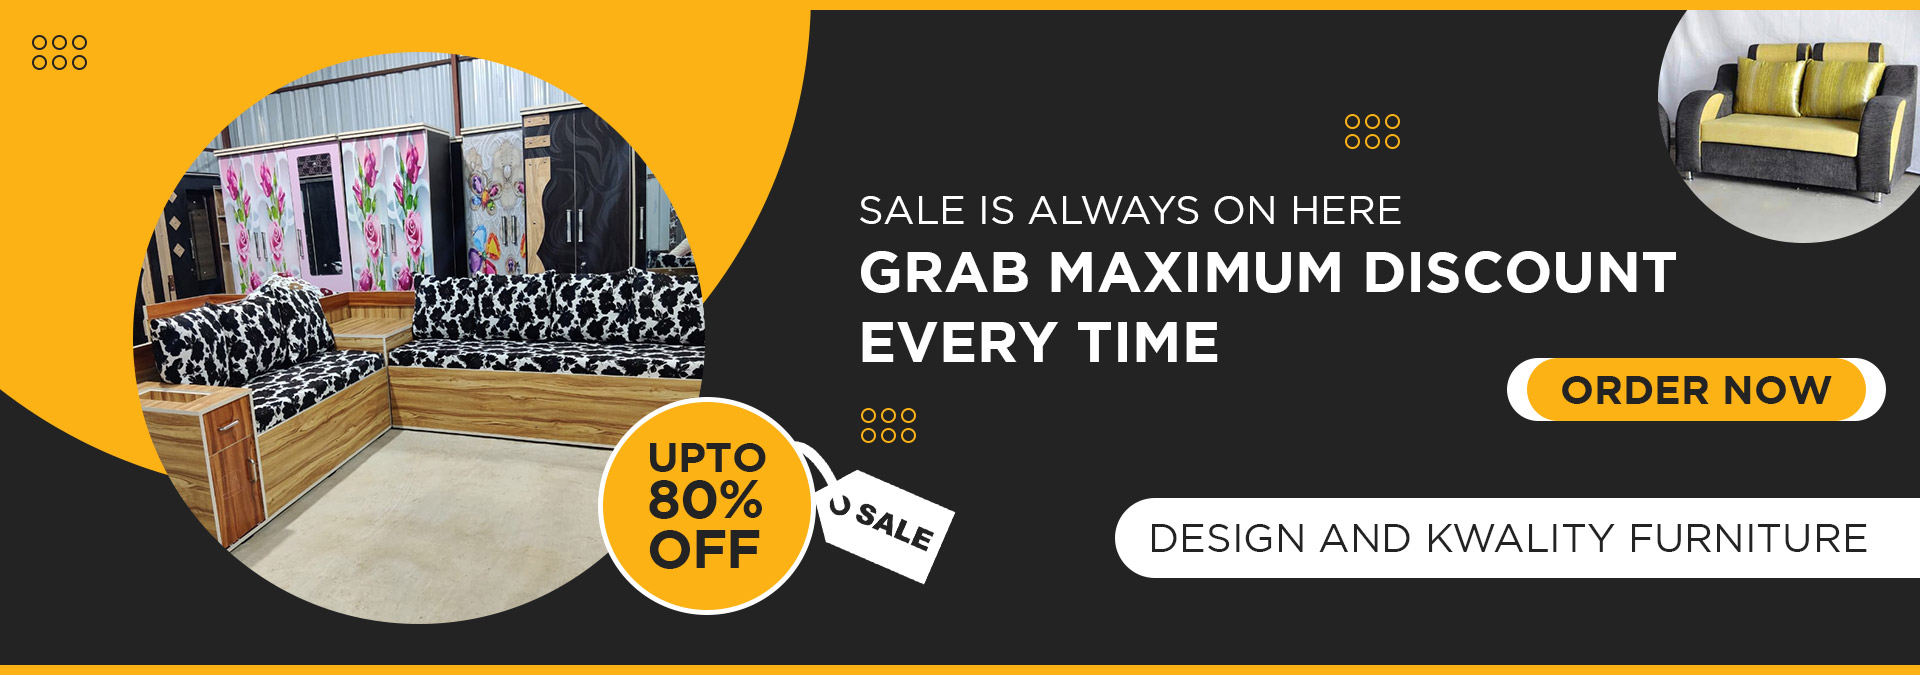 SALE IS ALWAYS ON HERE
GRAB MAXIMUM DISCOUNT
EVERY TIME
ORDER NOW
UPTO
80%
OFF
SALE
DESIGN AND KWALITY FURNITURE